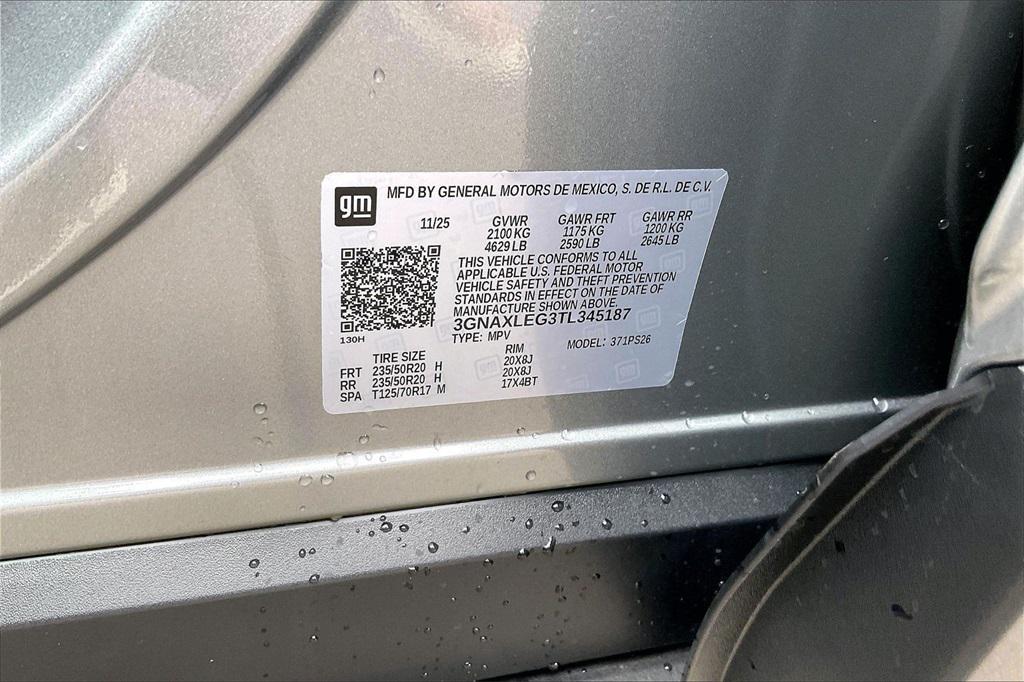 gm MFD BY GENERAL MOTORS DE MEXICO, S. DE R.L. DE C.V.
11/25 GVWR GAWR FRT GAWR RR
2100 KG 1175 KG 1200 KG
4629 LB 2590 LB 2645 LB
THIS VEHICLE CONFORMS TO ALL
APPLICABLE U.S. FEDERAL MOTOR
VEHICLE SAFETY AND THEFT PREVENTION
STANDARDS IN EFFECT ON THE DATE OF
MANUFACTURE SHOWN ABOVE.
3GNAXLEG3TL345187
130H TYPE: MPV MODEL: 371PS26
TIRE SIZE RIM
FRT 235/50R20 H 20X8J
RR 235/50R20 H 20X8J
SPA T125/70R17 M 17X4BT